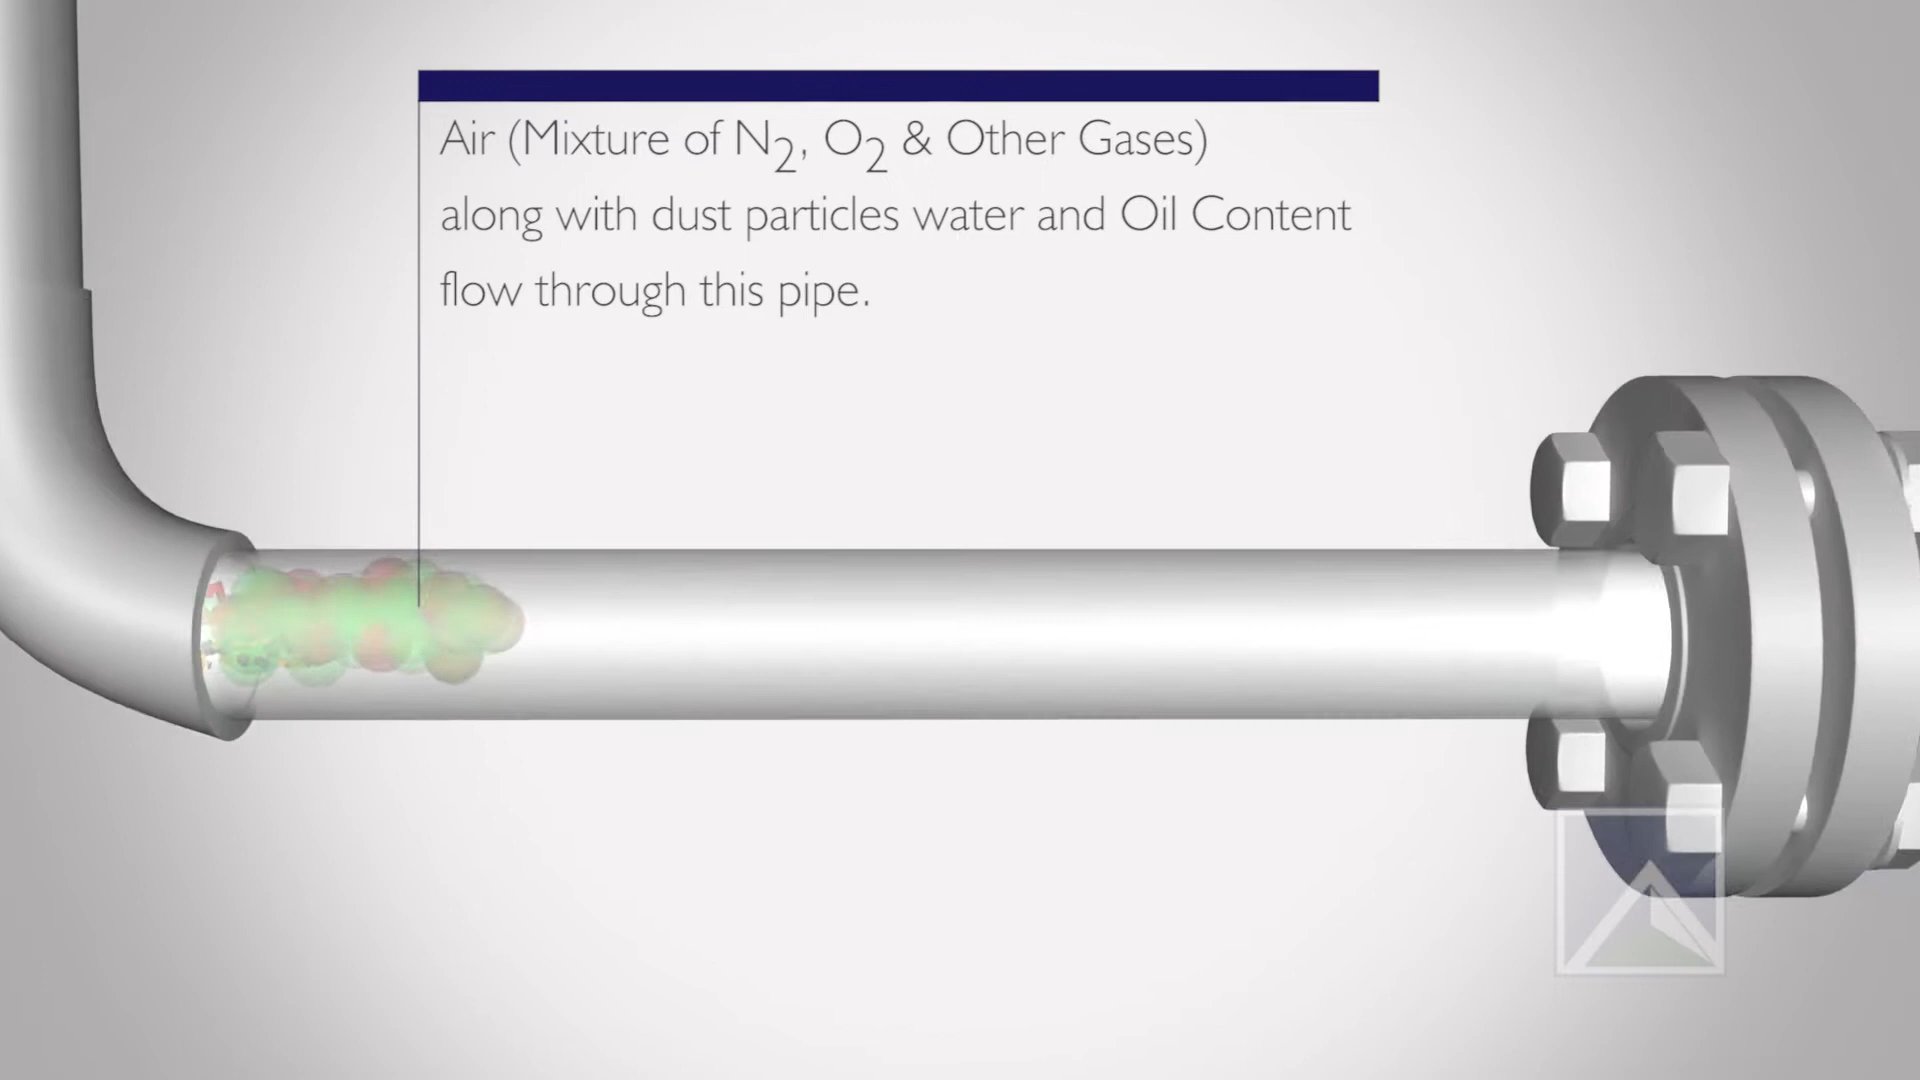 Air (Mixture of N2, O2 & Other Gases)
along with dust particles water and Oil Content
flow through this pipe.